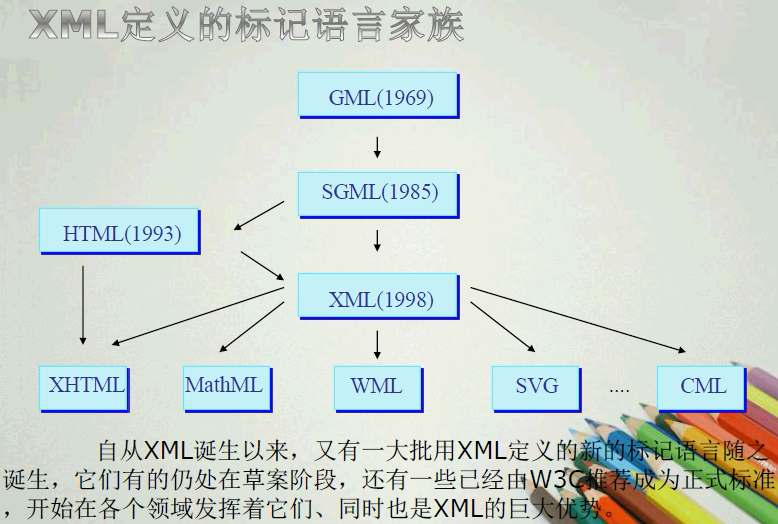 XML定义的标记语言家族
GML(1969)
SGML(1985)
HTML(1993)
XML(1998)
XHTML
MathML
WML
SVG
....
CML
自从XML诞生以来，又有一大批用XML定义的新的标记语言随之
诞生，它们有的仍处在草案阶段，还有一些已经由W3C推荐成为正式标准
，开始在各个领域发挥着它们、同时也是XML的巨大优势。